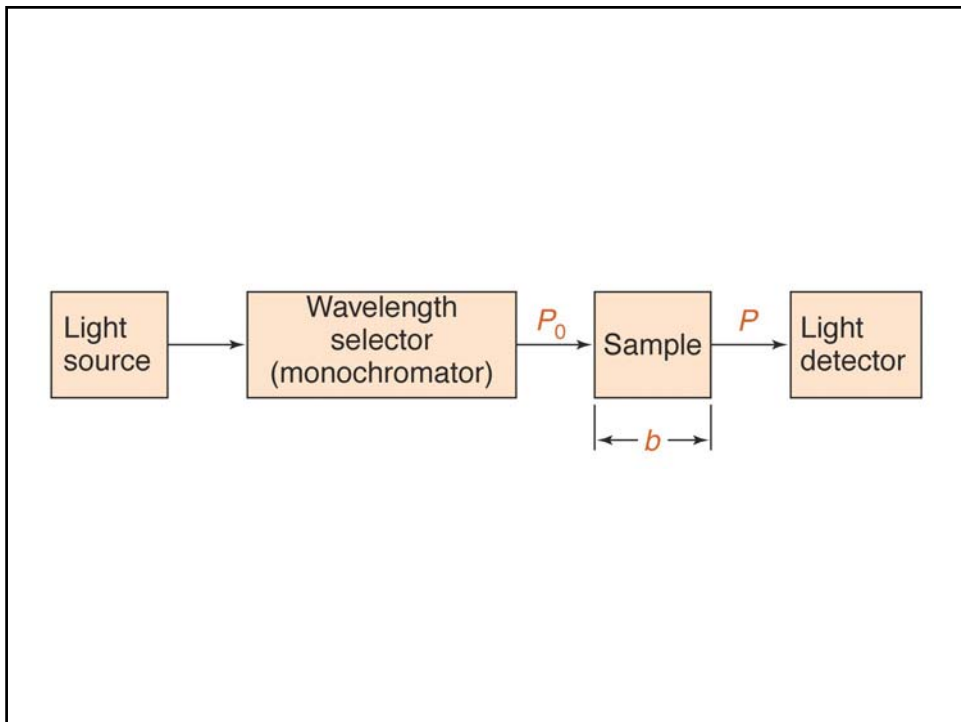 Light
source
Wavelength
selector
(monochromator)
P₀
Sample
P
Light
detector
b